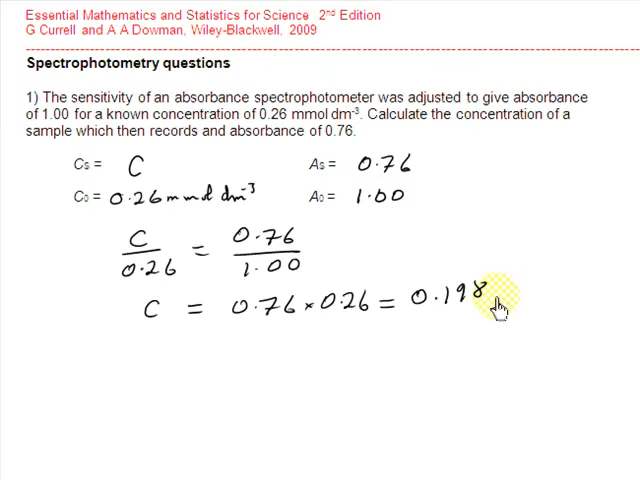 Essential Mathematics and Statistics for Science 2nd Edition
G Currell and A A Dowman, Wiley-Blackwell, 2009
Spectrophotometry questions
1) The sensitivity of an absorbance spectrophotometer was adjusted to give absorbance
of 1.00 for a known concentration of 0.26 mmol dm-3. Calculate the concentration of a
sample which then records and absorbance of 0.76.
Cs = C As = 0.76
C0 = 0.26 mmol dm-3 A0 = 1.00
C/0.26 = 0.76/1.00
C = 0.76 × 0.26 = 0.198